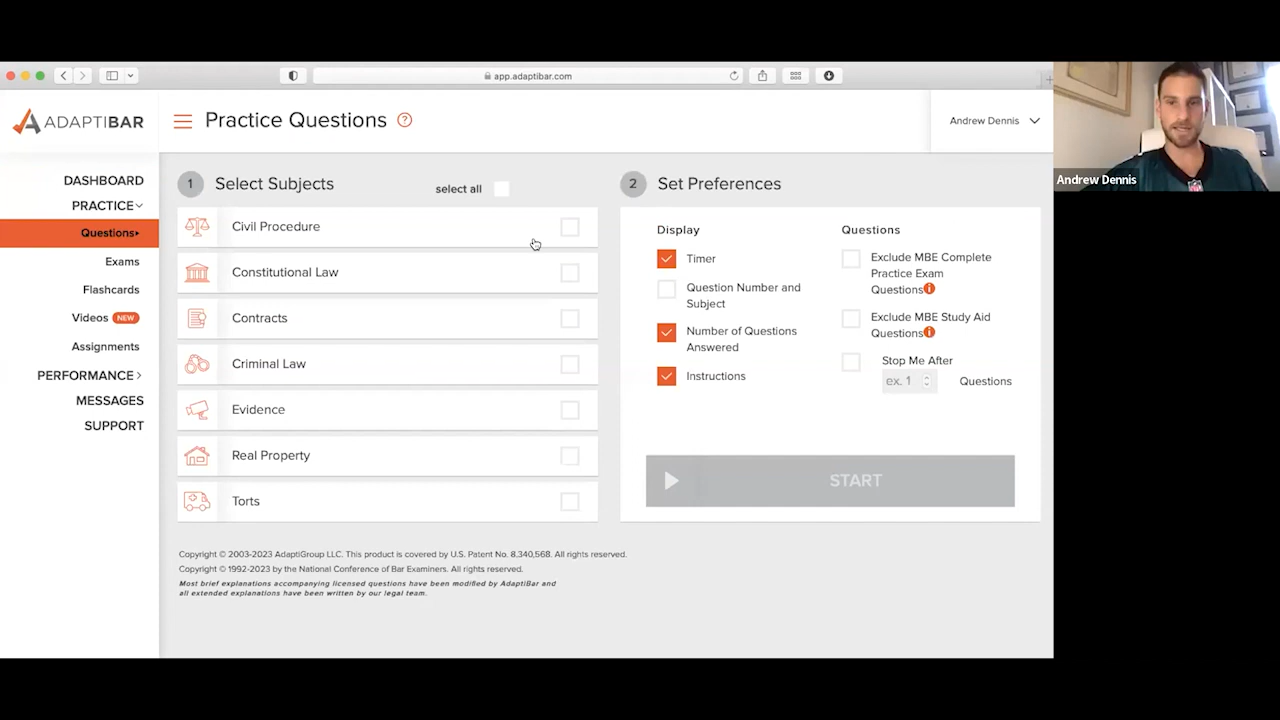 app.adaptibar.com
ADAPTIBAR
Practice Questions ?
Andrew Dennis
Andrew Dennis
DASHBOARD
PRACTICE
Questions
Exams
Flashcards
Videos NEW
Assignments
PERFORMANCE
MESSAGES
SUPPORT
1 Select Subjects
select all
Civil Procedure
Constitutional Law
Contracts
Criminal Law
Evidence
Real Property
Torts
2 Set Preferences
Display
Timer
Question Number and
Subject
Number of Questions
Answered
Instructions
Questions
Exclude MBE Complete
Practice Exam
Questions
Exclude MBE Study Aid
Questions
Stop Me After
ex. 1 Questions
START
Copyright © 2003-2023 AdaptiGroup LLC. This product is covered by U.S. Patent No. 8,340,568. All rights reserved.
Copyright © 1992-2023 by the National Conference of Bar Examiners. All rights reserved.
Most brief explanations accompanying licensed questions have been modified by AdaptiBar and
all extended explanations have been written by our legal team.